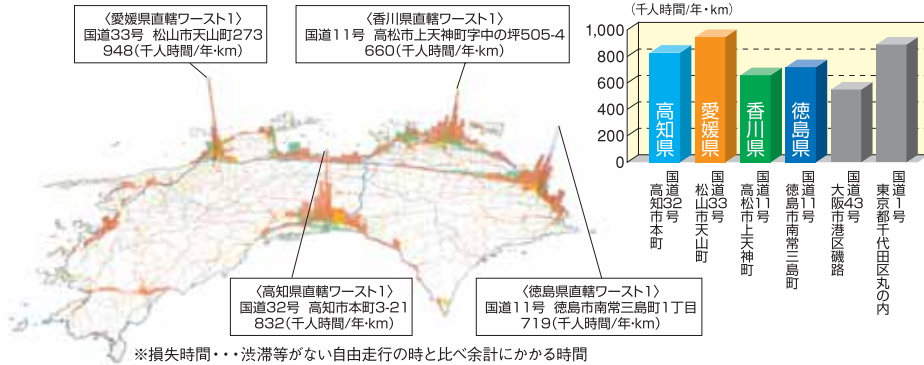 〈愛媛県直轄ワースト1〉
国道33号 松山市天山町273
948(千人時間/年・km)
〈香川県直轄ワースト1〉
国道11号 高松市上天神町字中の坪505-4
660(千人時間/年・km)
〈高知県直轄ワースト1〉
国道32号 高知市本町3-21
832(千人時間/年・km)
〈徳島県直轄ワースト1〉
国道11号 徳島市南常三島町1丁目
719(千人時間/年・km)
※損失時間・・・渋滞等がない自由走行の時と比べ余計にかかる時間
(千人時間/年・km)
1,000
800
600
400
200
0
高知県
愛媛県
香川県
徳島県
国道32号
高知市本町
国道33号
松山市天山町
国道11号
高松市上天神町
国道11号
徳島市南常三島町
国道43号
大阪市港区磯路
国道1号
東京都千代田区丸の内